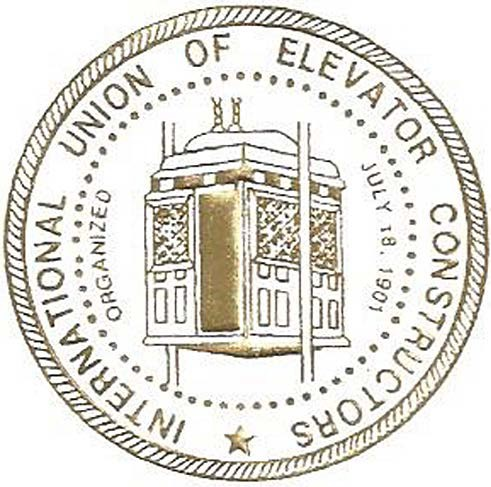 INTERNATIONAL UNION OF ELEVATOR CONSTRUCTORS
ORGANIZED
JULY 18, 1901